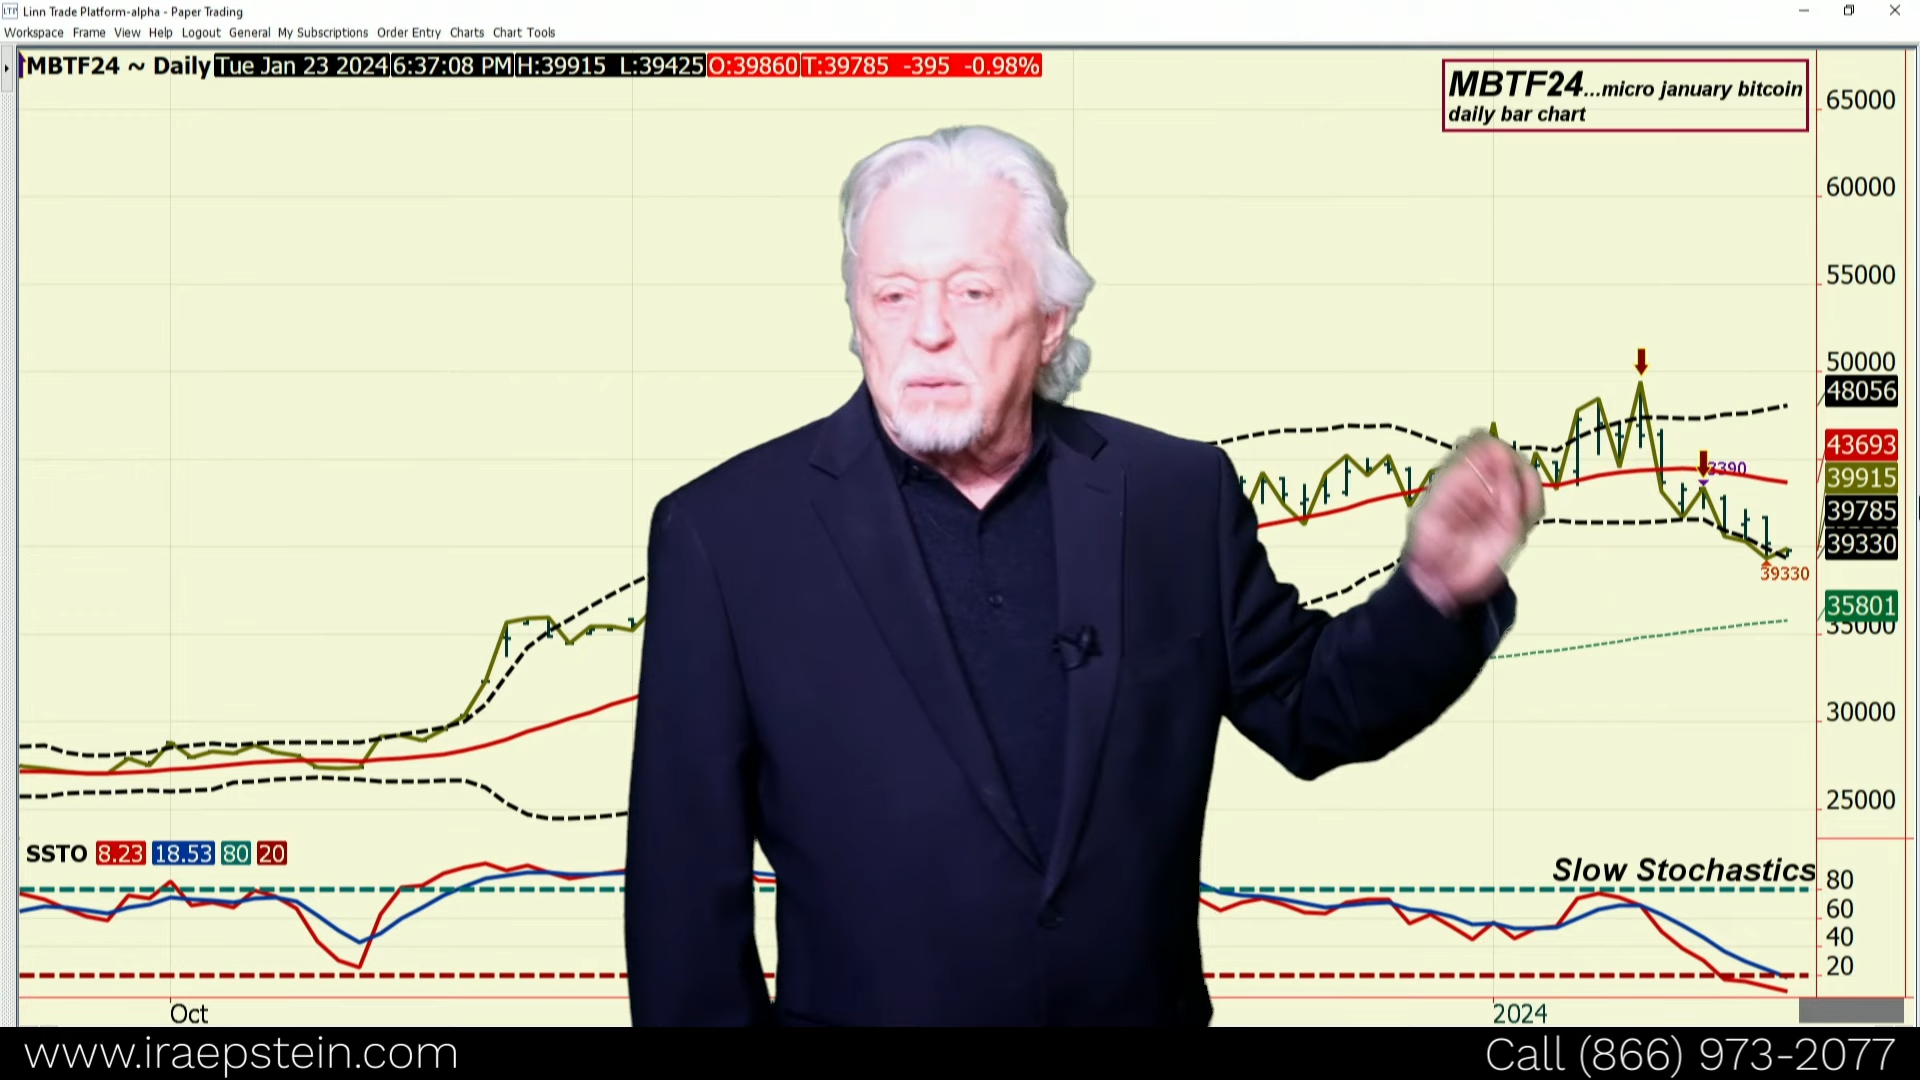 Linn Trade Platform-alpha - Paper Trading
Workspace Frame View Help Logout General My Subscriptions Order Entry Charts Chart Tools
MBTF24 ~ Daily Tue Jan 23 2024 6:37:08 PM H:39915 L:39425 O:39860 T:39785 -395 -0.98%
MBTF24...micro january bitcoin
daily bar chart
65000
60000
55000
50000
48056
43693
39915
39785
39330
39330
35801
35000
30000
25000
SSTO 8.23 18.53 80 20
Slow Stochastics
80
60
40
20
Oct
2024
www.iraepstein.com
Call (866) 973-2077